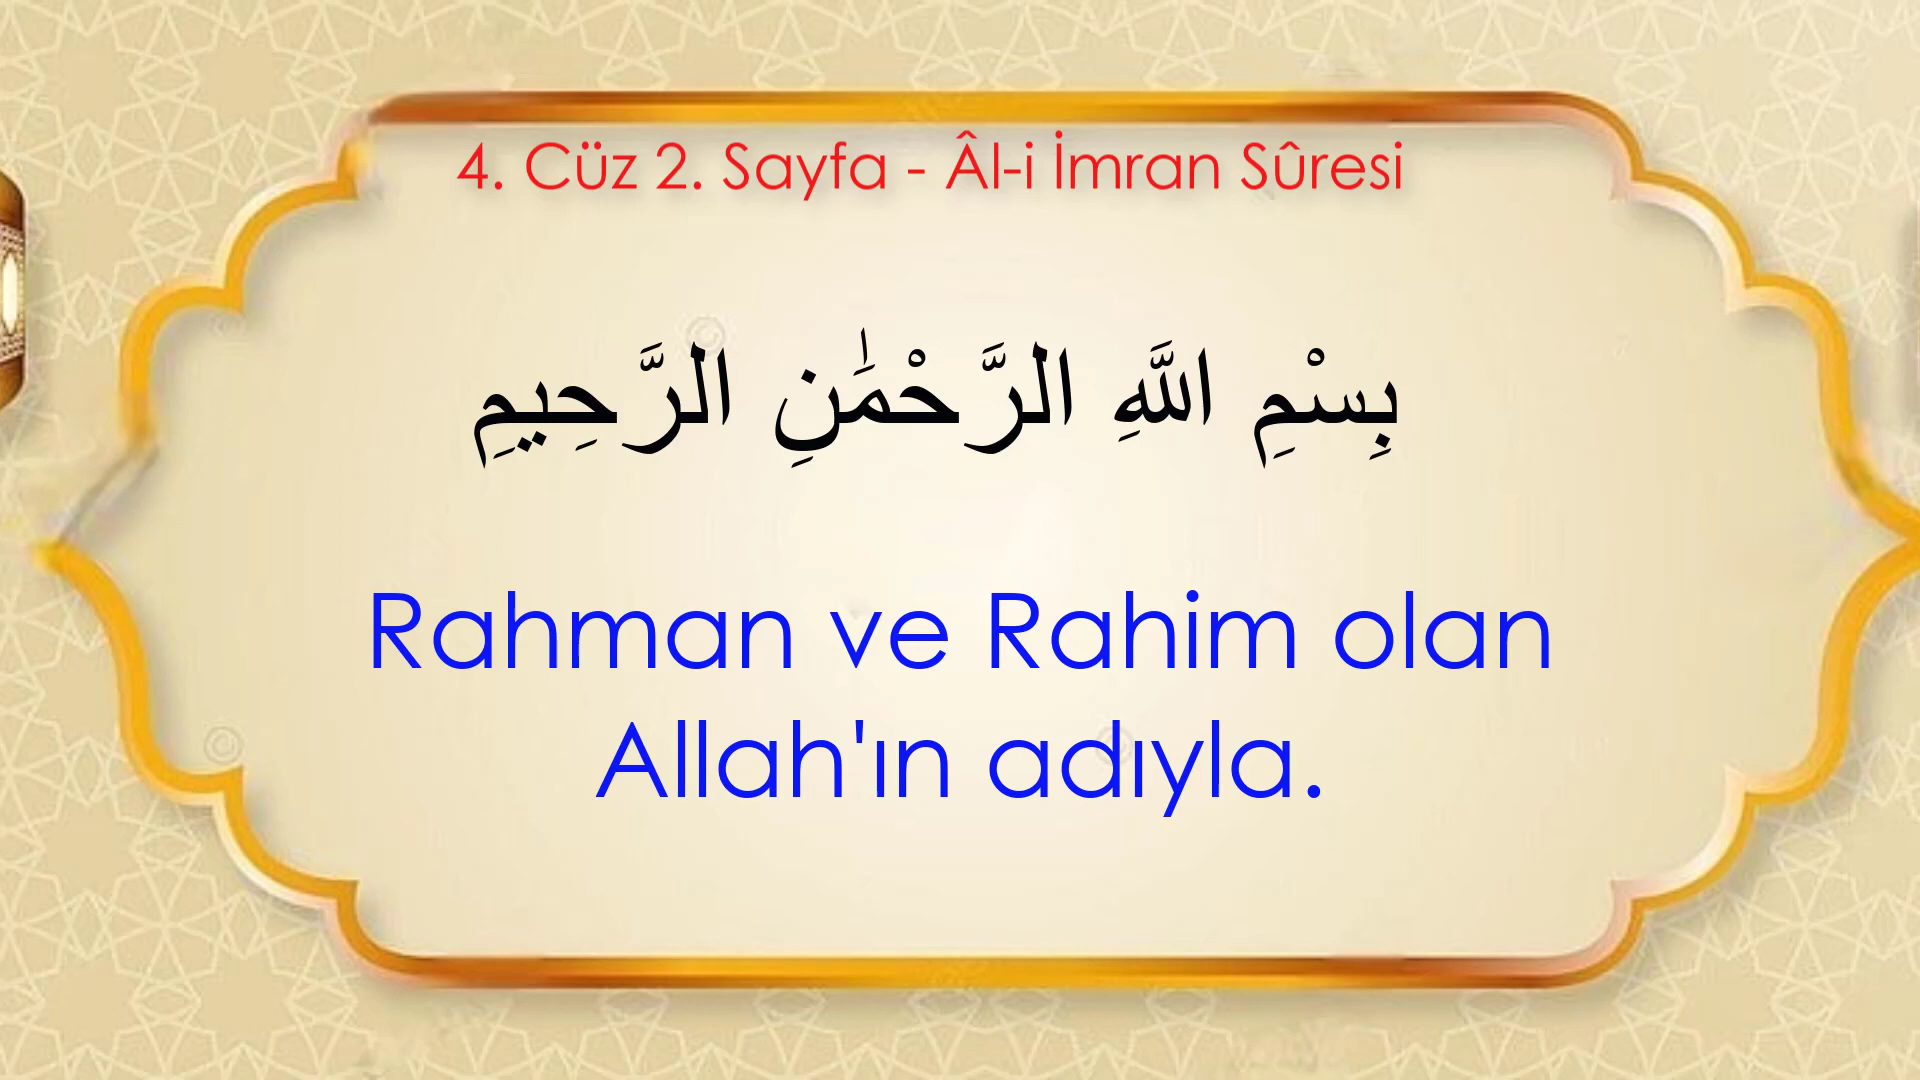 4. Cüz 2. Sayfa - Âl-i İmran Sûresi
بِسْمِ اللَّهِ الرَّحْمَٰنِ الرَّحِيمِ
Rahman ve Rahim olan
Allah'ın adıyla.